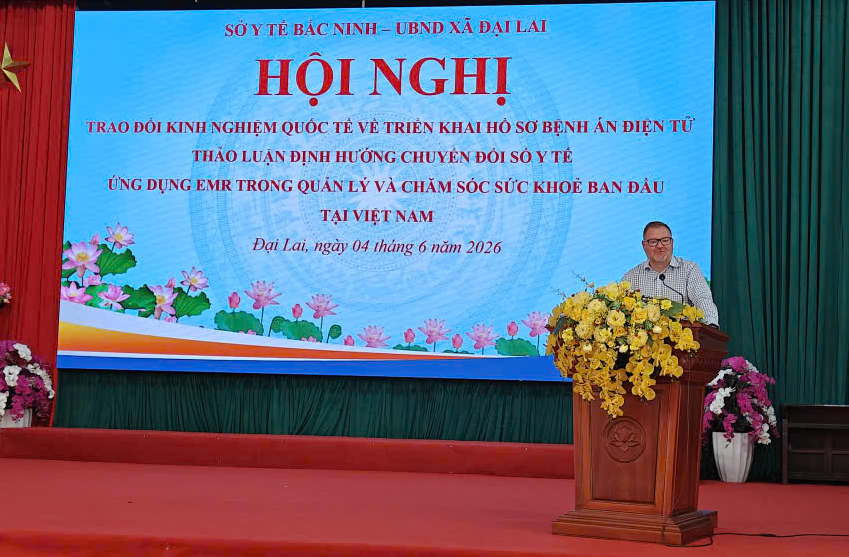 SỞ Y TẾ BẮC NINH – UBND XÃ ĐẠI LAI
HỘI NGHỊ
TRAO ĐỔI KINH NGHIỆM QUỐC TẾ VỀ TRIỂN KHAI HỒ SƠ BỆNH ÁN ĐIỆN TỬ
THẢO LUẬN ĐỊNH HƯỚNG CHUYỂN ĐỔI SỐ Y TẾ
ỨNG DỤNG EMR TRONG QUẢN LÝ VÀ CHĂM SÓC SỨC KHOẺ BAN ĐẦU
TẠI VIỆT NAM
Đại Lai, ngày 04 tháng 6 năm 2026